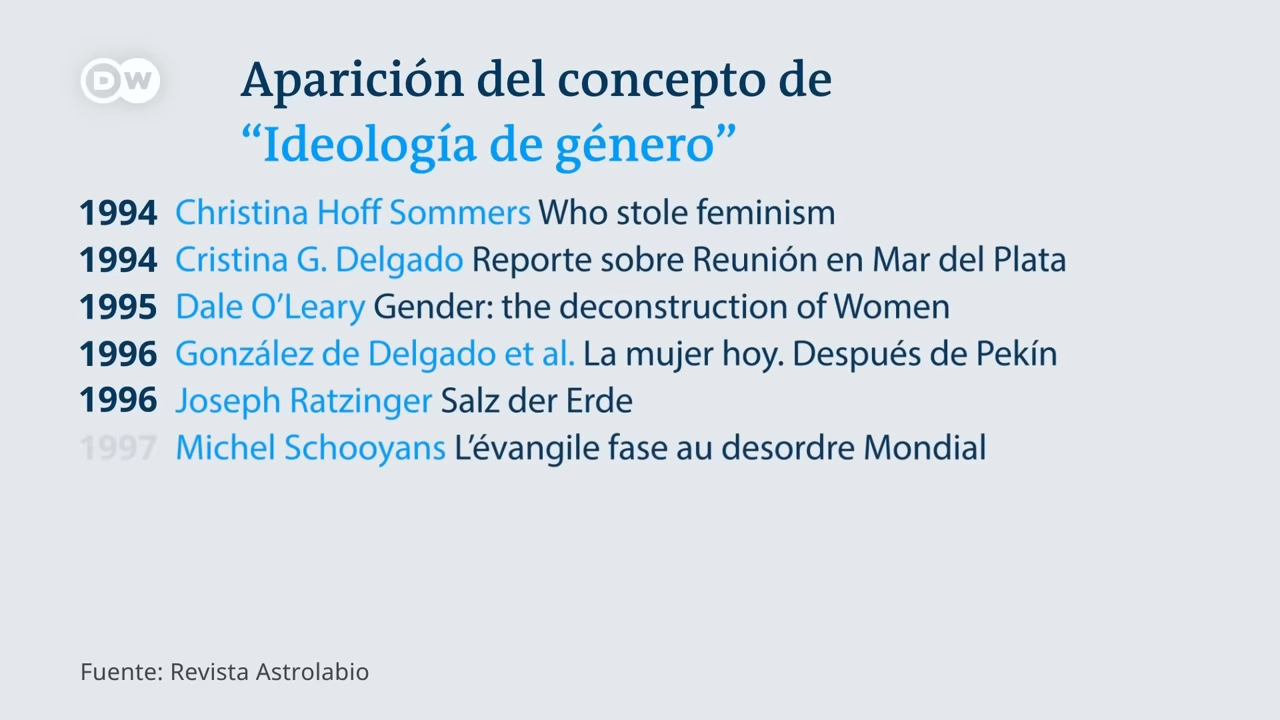 DW
Aparición del concepto de
“Ideología de género”
1994 Christina Hoff Sommers Who stole feminism
1994 Cristina G. Delgado Reporte sobre Reunión en Mar del Plata
1995 Dale O’Leary Gender: the deconstruction of Women
1996 González de Delgado et al. La mujer hoy. Después de Pekín
1996 Joseph Ratzinger Salz der Erde
1997 Michel Schooyans L’évangile fase au desordre Mondial
Fuente: Revista Astrolabio